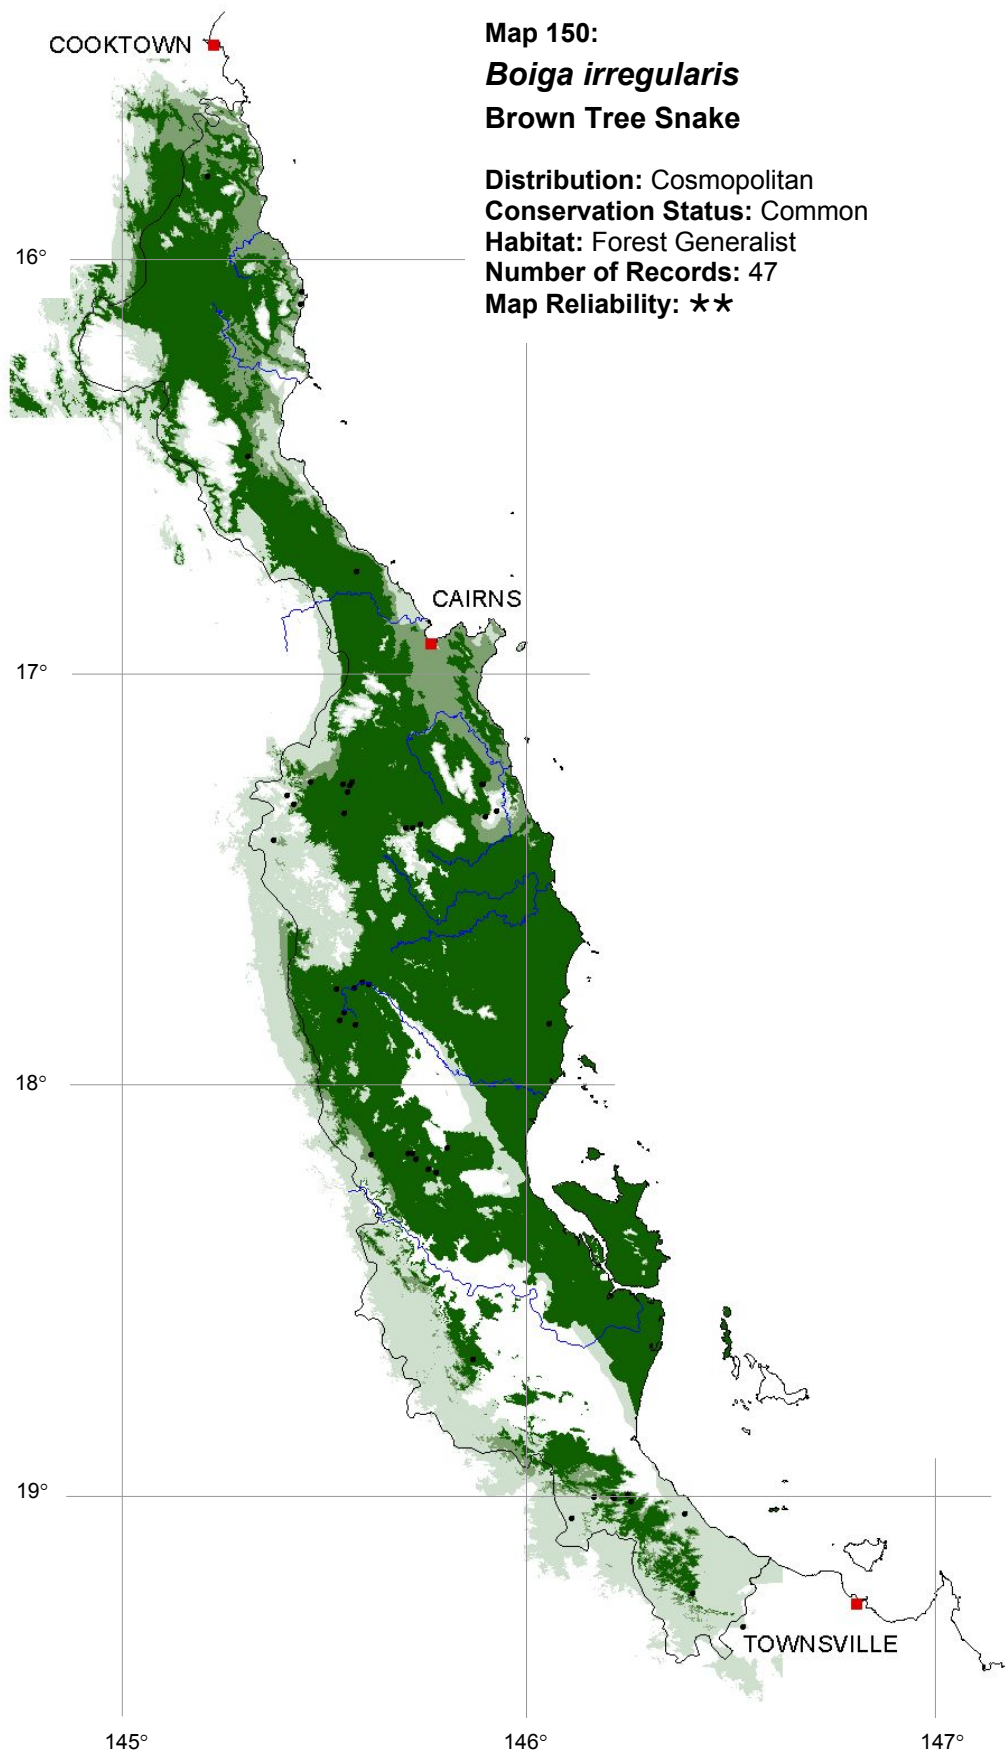 Map 150:
Boiga irregularis
Brown Tree Snake
Distribution: Cosmopolitan
Conservation Status: Common
Habitat: Forest Generalist
Number of Records: 47
Map Reliability: **
COOKTOWN
16°
CAIRNS
17°
18°
19°
TOWNSVILLE
145°
146°
147°